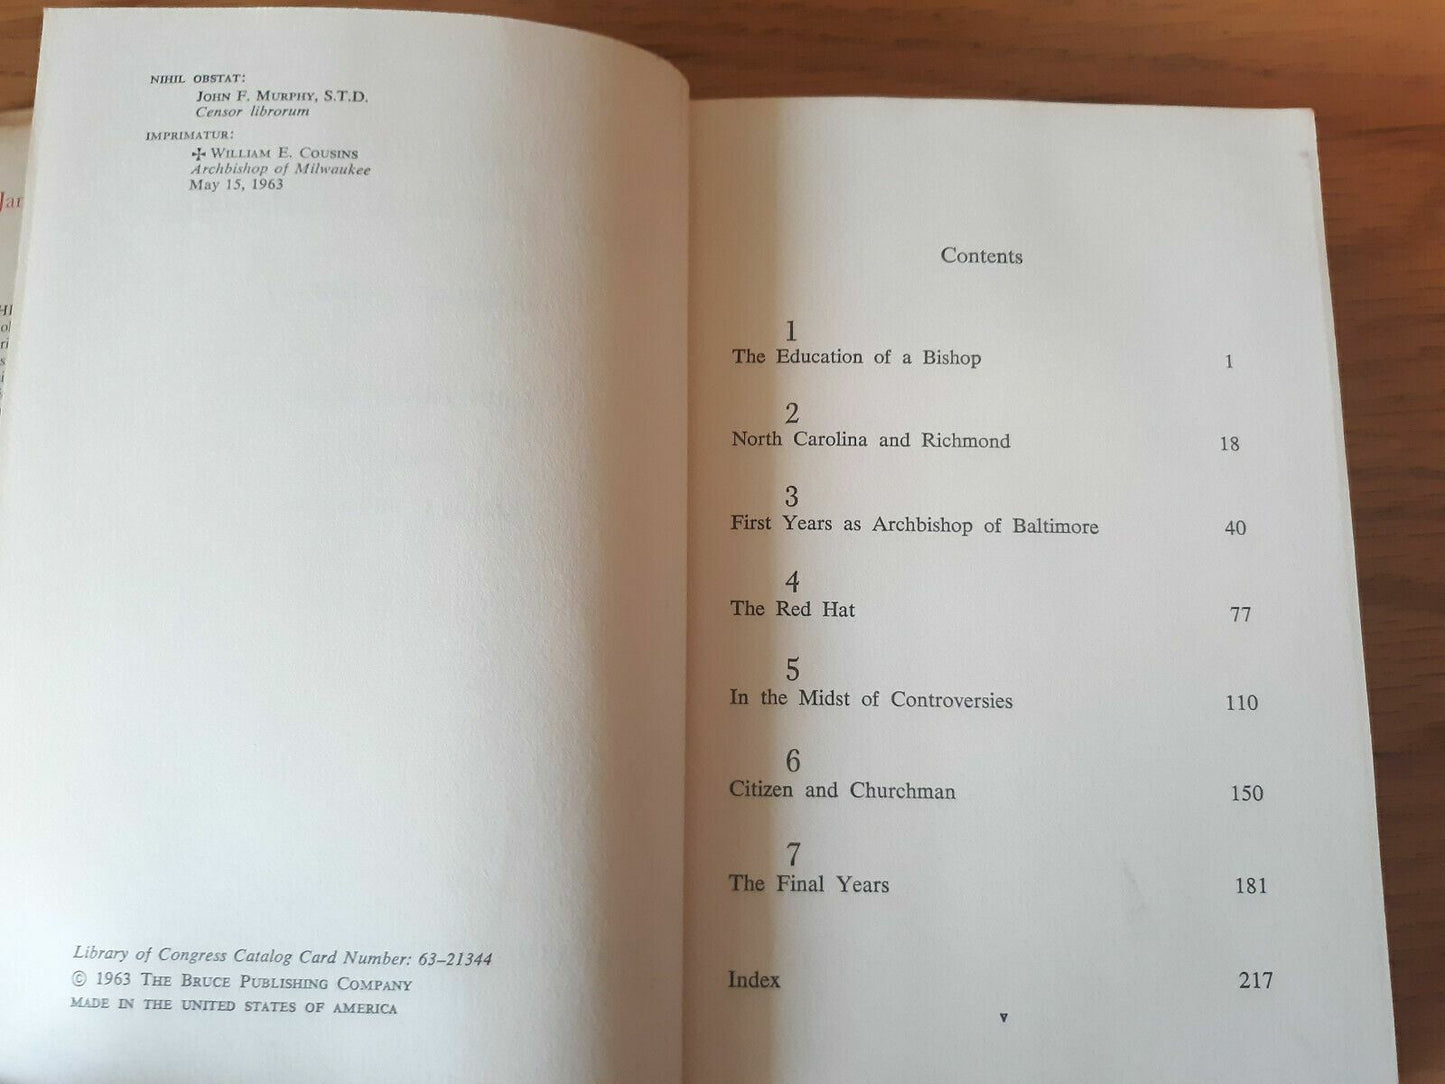 NIHIL OBSTAT:
JOHN F. MURPHY, S.T.D.
Censor librorum
IMPRIMATUR:
✢ WILLIAM E. COUSINS
Archbishop of Milwaukee
May 15, 1963
Library of Congress Catalog Card Number: 63–21344
© 1963 THE BRUCE PUBLISHING COMPANY
MADE IN THE UNITED STATES OF AMERICA
Contents
1
The Education of a Bishop 1
2
North Carolina and Richmond 18
3
First Years as Archbishop of Baltimore 40
4
The Red Hat 77
5
In the Midst of Controversies 110
6
Citizen and Churchman 150
7
The Final Years 181
Index 217
v